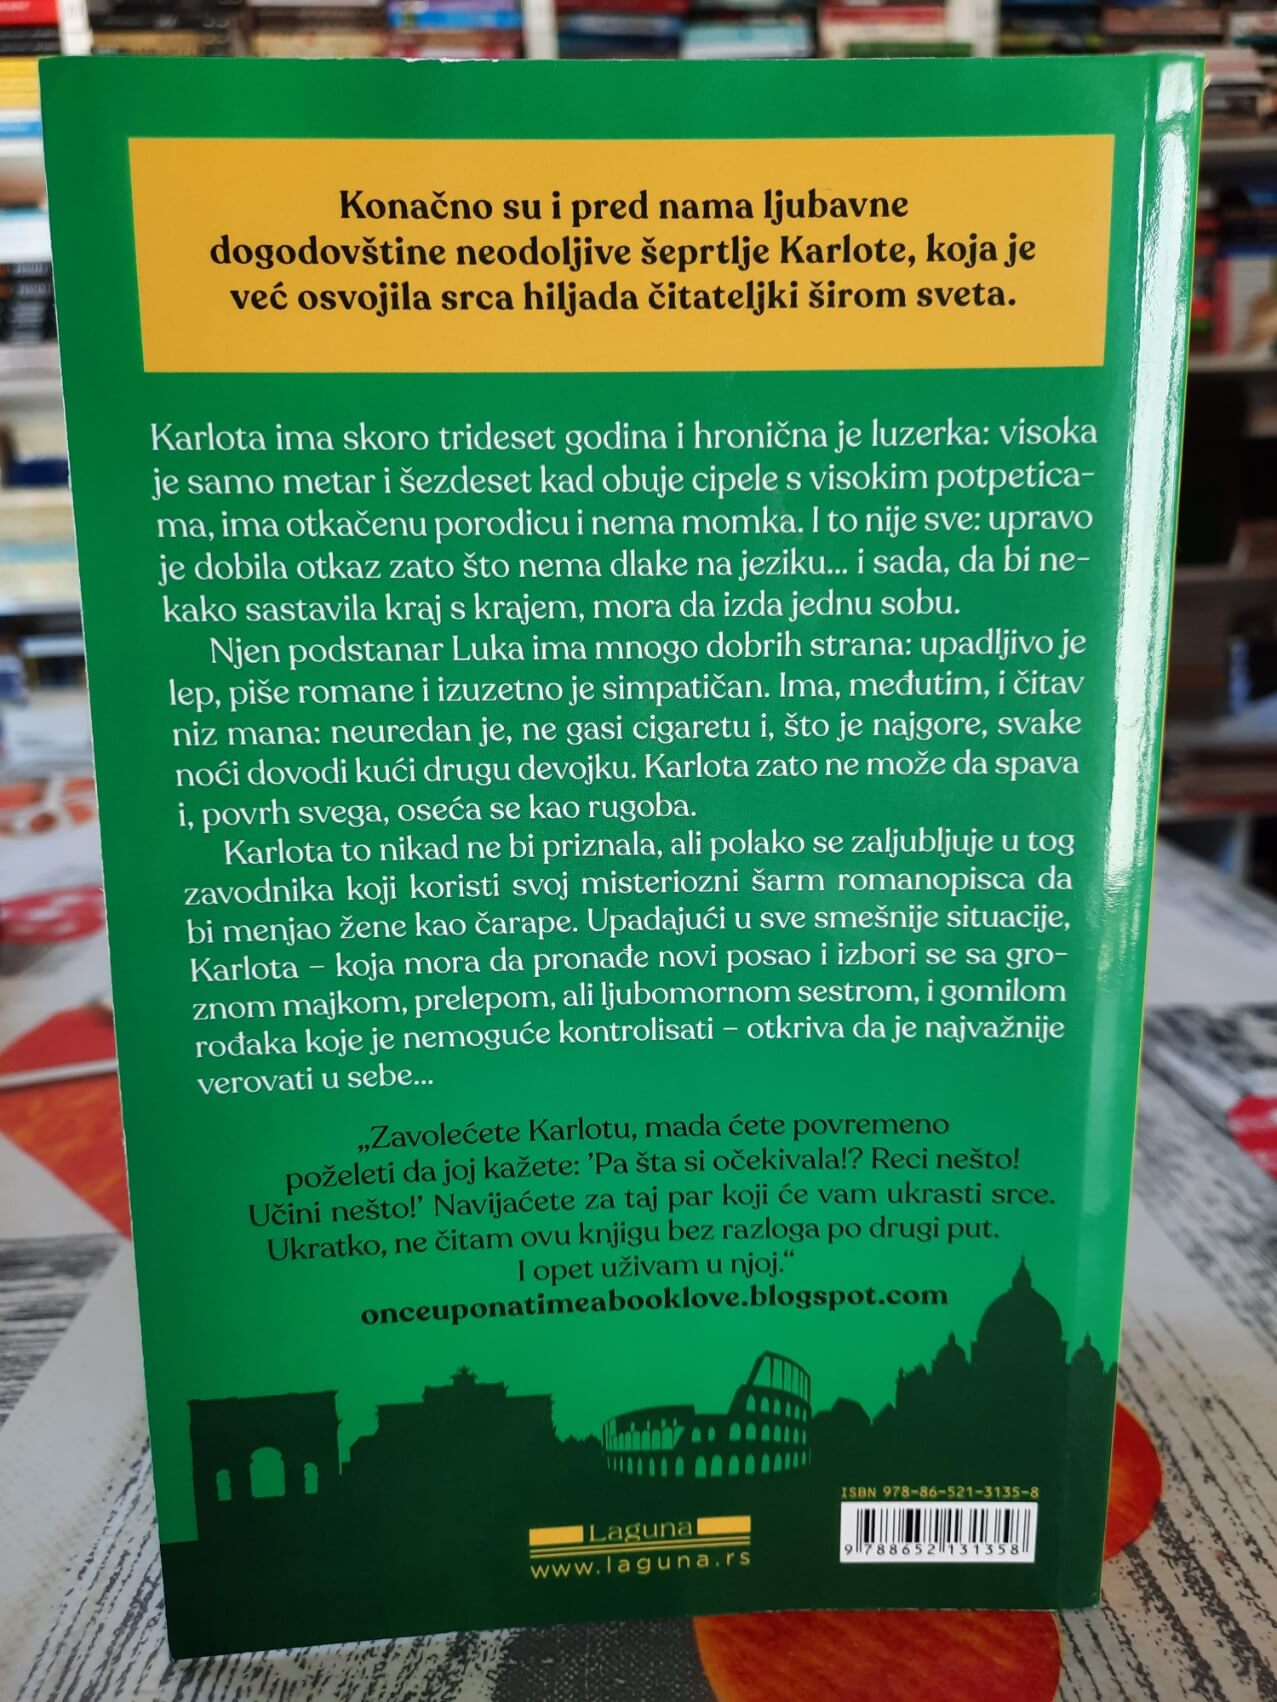 Konačno su i pred nama ljubavne
dogodovštine neodoljive šeprtlje Karlote, koja je
već osvojila srca hiljada čitateljki širom sveta.
Karlota ima skoro trideset godina i hronična je luzerka: visoka
je samo metar i šezdeset kad obuje cipele s visokim potpetica-
ma, ima otkačenu porodicu i nema momka. I to nije sve: upravo
je dobila otkaz zato što nema dlake na jeziku... i sada, da bi ne-
kako sastavila kraj s krajem, mora da izda jednu sobu.
Njen podstanar Luka ima mnogo dobrih strana: upadljivo je
lep, piše romane i izuzetno je simpatičan. Ima, međutim, i čitav
niz mana: neuredan je, ne gasi cigaretu i, što je najgore, svake
noći dovodi kući drugu devojku. Karlota zato ne može da spava
i, povrh svega, oseća se kao rugoba.
Karlota to nikad ne bi priznala, ali polako se zaljubljuje u tog
zavodnika koji koristi svoj misteriozni šarm romanopisca da
bi menjao žene kao čarape. Upadajući u sve smešnije situacije,
Karlota – koja mora da pronađe novi posao i izbori se sa gro-
znom majkom, prelepom, ali ljubomornom sestrom, i gomilom
rođaka koje je nemoguće kontrolisati – otkriva da je najvažnije
verovati u sebe...
„Zavolećete Karlotu, mada ćete povremeno
poželeti da joj kažete: ’Pa šta si očekivala!? Reci nešto!
Učini nešto!’ Navijaćete za taj par koji će vam ukrasti srce.
Ukratko, ne čitam ovu knjigu bez razloga po drugi put.
I opet uživam u njoj.“
onceuponatimeabooklove.blogspot.com
ISBN 978-86-521-3135-8
9 788652 131358
Laguna
www.laguna.rs